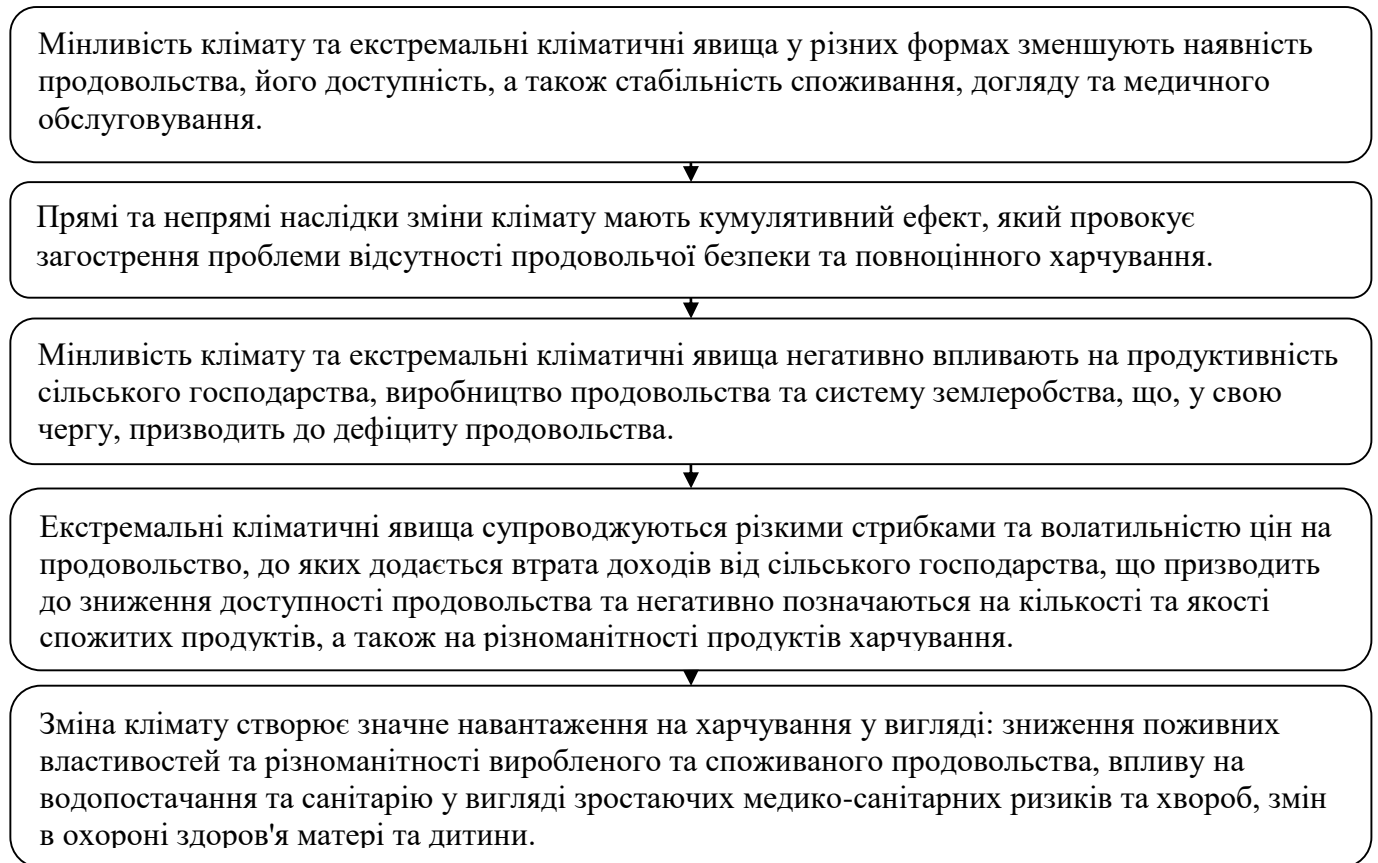 Мінливість клімату та екстремальні кліматичні явища у різних формах зменшують наявність
продовольства, його доступність, а також стабільність споживання, догляду та медичного
обслуговування.
Прямі та непрямі наслідки зміни клімату мають кумулятивний ефект, який провокує
загострення проблеми відсутності продовольчої безпеки та повноцінного харчування.
Мінливість клімату та екстремальні кліматичні явища негативно впливають на продуктивність
сільського господарства, виробництво продовольства та систему землеробства, що, у свою
чергу, призводить до дефіциту продовольства.
Екстремальні кліматичні явища супроводжуються різкими стрибками та волатильністю цін на
продовольство, до яких додається втрата доходів від сільського господарства, що призводить
до зниження доступності продовольства та негативно позначаються на кількості та якості
спожитих продуктів, а також на різноманітності продуктів харчування.
Зміна клімату створює значне навантаження на харчування у вигляді: зниження поживних
властивостей та різноманітності виробленого та споживаного продовольства, впливу на
водопостачання та санітарію у вигляді зростаючих медико-санітарних ризиків та хвороб, змін
в охороні здоров'я матері та дитини.